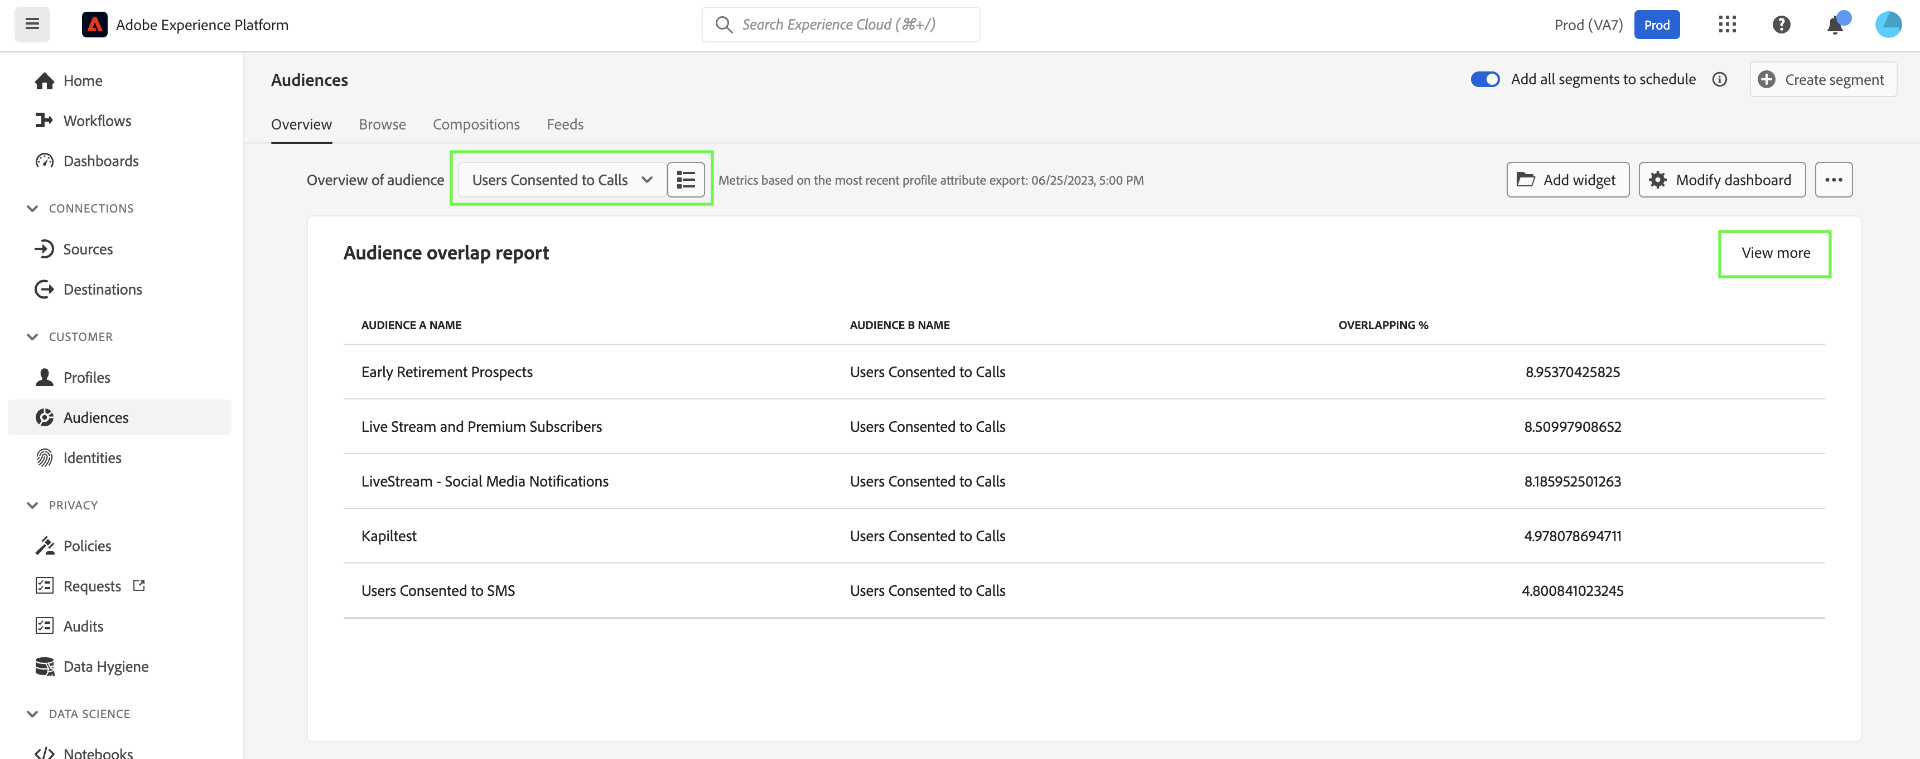 Adobe Experience Platform
Search Experience Cloud (⌘+/)
Prod (VA7)
Prod
Home
Workflows
Dashboards
CONNECTIONS
Sources
Destinations
CUSTOMER
Profiles
Audiences
Identities
PRIVACY
Policies
Requests
Audits
Data Hygiene
DATA SCIENCE
Notebooks
Audiences
Add all segments to schedule
Create segment
Overview Browse Compositions Feeds
Overview of audience Users Consented to Calls Metrics based on the most recent profile attribute export: 06/25/2023, 5:00 PM
Add widget
Modify dashboard
Audience overlap report
View more
AUDIENCE A NAME AUDIENCE B NAME OVERLAPPING %
Early Retirement Prospects Users Consented to Calls 8.95370425825
Live Stream and Premium Subscribers Users Consented to Calls 8.50997908652
LiveStream - Social Media Notifications Users Consented to Calls 8.185952501263
Kapiltest Users Consented to Calls 4.978078694711
Users Consented to SMS Users Consented to Calls 4.800841023245